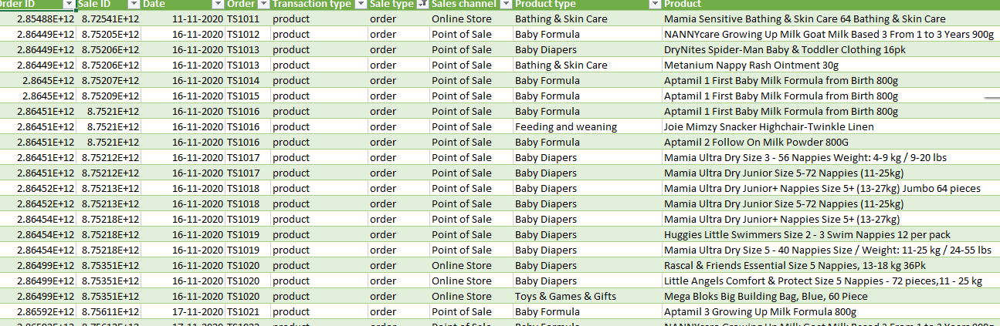 Order ID Sale ID Date Order Transaction type Sale type Sales channel Product type Product
2.85488E+12 8.72541E+12 11-11-2020 TS1011 product order Online Store Bathing & Skin Care Mamia Sensitive Bathing & Skin Care 64 Bathing & Skin Care
2.86449E+12 8.75205E+12 16-11-2020 TS1012 product order Point of Sale Baby Formula NANNYcare Growing Up Milk Goat Milk Based 3 From 1 to 3 Years 900g
2.86449E+12 8.75206E+12 16-11-2020 TS1013 product order Point of Sale Baby Diapers DryNites Spider-Man Baby & Toddler Clothing 16pk
2.86449E+12 8.75206E+12 16-11-2020 TS1013 product order Point of Sale Bathing & Skin Care Metanium Nappy Rash Ointment 30g
2.8645E+12 8.75207E+12 16-11-2020 TS1014 product order Point of Sale Baby Formula Aptamil 1 First Baby Milk Formula from Birth 800g
2.8645E+12 8.75209E+12 16-11-2020 TS1015 product order Point of Sale Baby Formula Aptamil 1 First Baby Milk Formula from Birth 800g
2.86451E+12 8.7521E+12 16-11-2020 TS1016 product order Point of Sale Baby Formula Aptamil 1 First Baby Milk Formula from Birth 800g
2.86451E+12 8.7521E+12 16-11-2020 TS1016 product order Point of Sale Feeding and weaning Joie Mimzy Snacker Highchair-Twinkle Linen
2.86451E+12 8.7521E+12 16-11-2020 TS1016 product order Point of Sale Baby Formula Aptamil 2 Follow On Milk Powder 800G
2.86451E+12 8.75212E+12 16-11-2020 TS1017 product order Point of Sale Baby Diapers Mamia Ultra Dry Size 3 - 56 Nappies Weight: 4-9 kg / 9-20 lbs
2.86451E+12 8.75212E+12 16-11-2020 TS1017 product order Point of Sale Baby Diapers Mamia Ultra Dry Junior Size 5-72 Nappies (11-25kg)
2.86452E+12 8.75213E+12 16-11-2020 TS1018 product order Point of Sale Baby Diapers Mamia Ultra Dry Junior+ Nappies Size 5+ (13-27kg) Jumbo 64 pieces
2.86452E+12 8.75213E+12 16-11-2020 TS1018 product order Point of Sale Baby Diapers Mamia Ultra Dry Junior Size 5-72 Nappies (11-25kg)
2.86454E+12 8.75218E+12 16-11-2020 TS1019 product order Point of Sale Baby Diapers Mamia Ultra Dry Junior+ Nappies Size 5+ (13-27kg)
2.86454E+12 8.75218E+12 16-11-2020 TS1019 product order Point of Sale Baby Diapers Huggies Little Swimmers Size 2 - 3 Swim Nappies 12 per pack
2.86454E+12 8.75218E+12 16-11-2020 TS1019 product order Point of Sale Baby Diapers Mamia Ultra Dry Size 5 - 40 Nappies Size / Weight: 11-25 kg / 24-55 lbs
2.86499E+12 8.75351E+12 16-11-2020 TS1020 product order Online Store Baby Diapers Rascal & Friends Essential Size 5 Nappies, 13-18 kg 36Pk
2.86499E+12 8.75351E+12 16-11-2020 TS1020 product order Online Store Baby Diapers Little Angels Comfort & Protect Size 5 Nappies - 72 pieces,11 - 25 kg
2.86499E+12 8.75351E+12 16-11-2020 TS1020 product order Online Store Toys & Games & Gifts Mega Bloks Big Building Bag, Blue, 60 Piece
2.86592E+12 8.75611E+12 17-11-2020 TS1021 product order Point of Sale Baby Formula Aptamil 3 Growing Up Milk Formula 800g